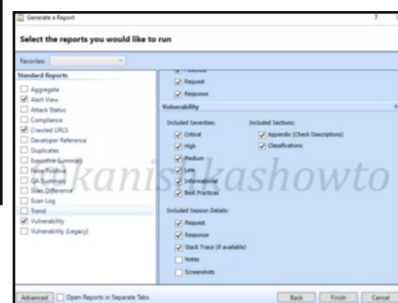 Generate a Report
?
Select the reports you would like to run
Favorites:
Standard Reports
Aggregate
Alert View
Attack Status
Compliance
Crawled URLS
Developer Reference
Duplicates
Executive Summary
False Positive
QA Summary
Scan Difference
Scan Log
Trend
Vulnerability
Vulnerability (Legacy)
Request
Response
Vulnerability
Included Severities:
Included Sections:
Critical
Appendix (Check Descriptions)
High
Classifications
Medium
Low
Informational
Best Practices
Included Session Details:
Request
Response
Stack Trace (if available)
Notes
Screenshots
kanishkashowto
Advanced
Open Reports in Separate Tabs
Back
Finish
Cancel